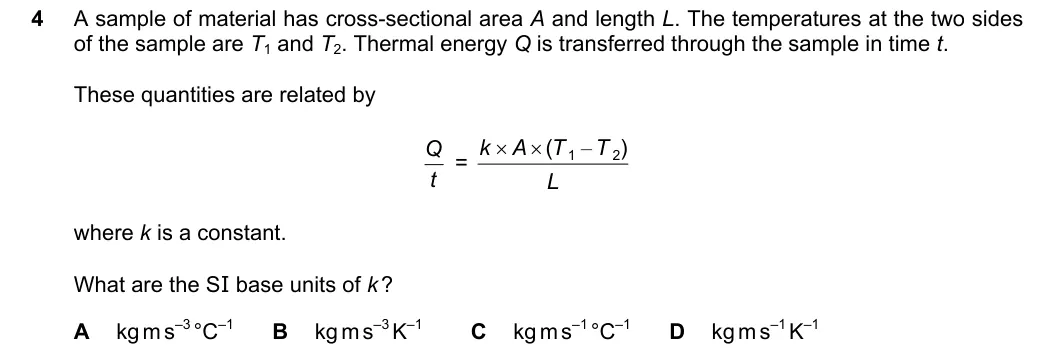 4 A sample of material has cross-sectional area A and length L. The temperatures at the two sides
of the sample are T₁ and T₂. Thermal energy Q is transferred through the sample in time t.
These quantities are related by
Q/t = k × A × (T₁ – T₂)/L
where k is a constant.
What are the SI base units of k?
A kg m s⁻³ °C⁻¹ B kg m s⁻³ K⁻¹ C kg m s⁻¹ °C⁻¹ D kg m s⁻¹ K⁻¹